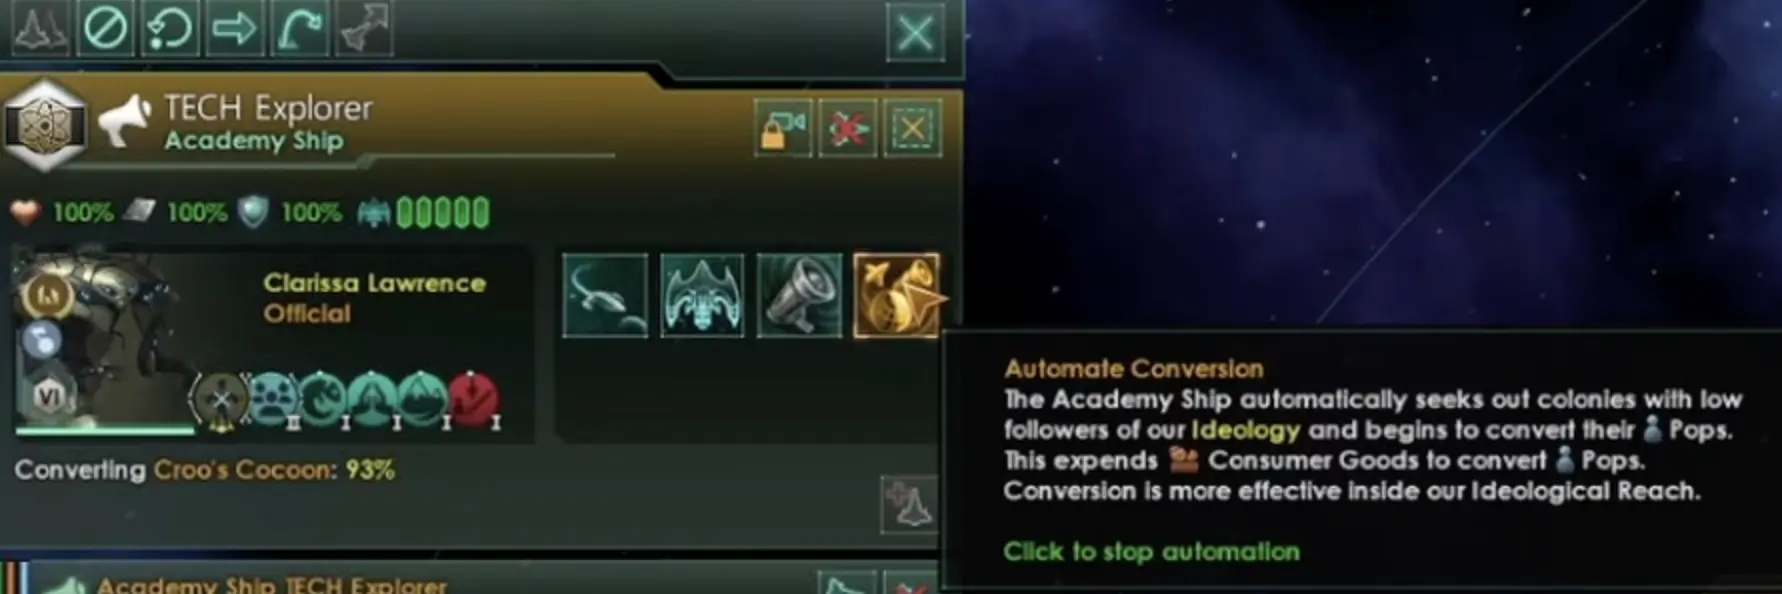 TECH Explorer
Academy Ship
100% 100% 100%
Clarissa Lawrence
Official
VI
II I I I I
Converting Croo's Cocoon: 93%
Automate Conversion
The Academy Ship automatically seeks out colonies with low
followers of our Ideology and begins to convert their Pops.
This expends Consumer Goods to convert Pops.
Conversion is more effective inside our Ideological Reach.
Click to stop automation
Academy Ship TECH Explorer